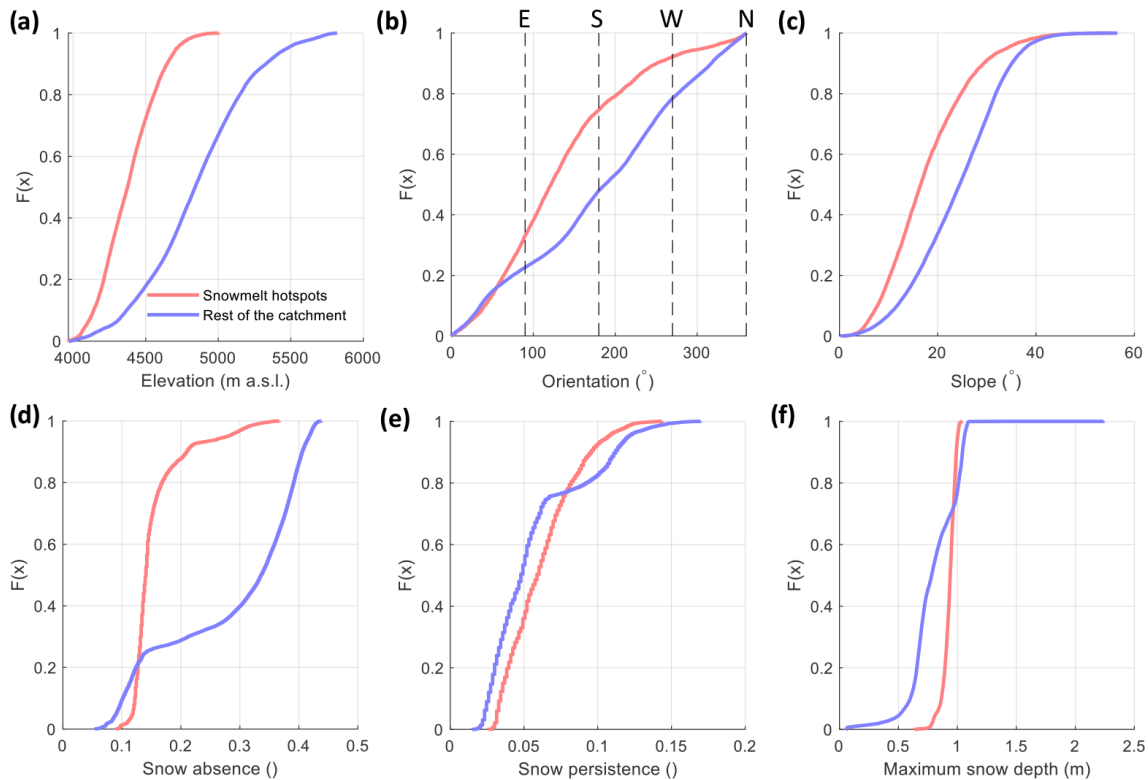 (a)
1
0.8
0.6
0.4
0.2
0
F(x)
4000 4500 5000 5500 6000
Elevation (m a.s.l.)
Snowmelt hotspots
Rest of the catchment
(b)
E S W N
1
0.8
0.6
0.4
0.2
0
F(x)
0 100 200 300
Orientation (°)
(c)
1
0.8
0.6
0.4
0.2
0
F(x)
0 20 40 60
Slope (°)
(d)
1
0.8
0.6
0.4
0.2
0
F(x)
0 0.1 0.2 0.3 0.4 0.5
Snow absence ()
(e)
1
0.8
0.6
0.4
0.2
0
F(x)
0 0.05 0.1 0.15 0.2
Snow persistence ()
(f)
1
0.8
0.6
0.4
0.2
0
F(x)
0 0.5 1 1.5 2 2.5
Maximum snow depth (m)